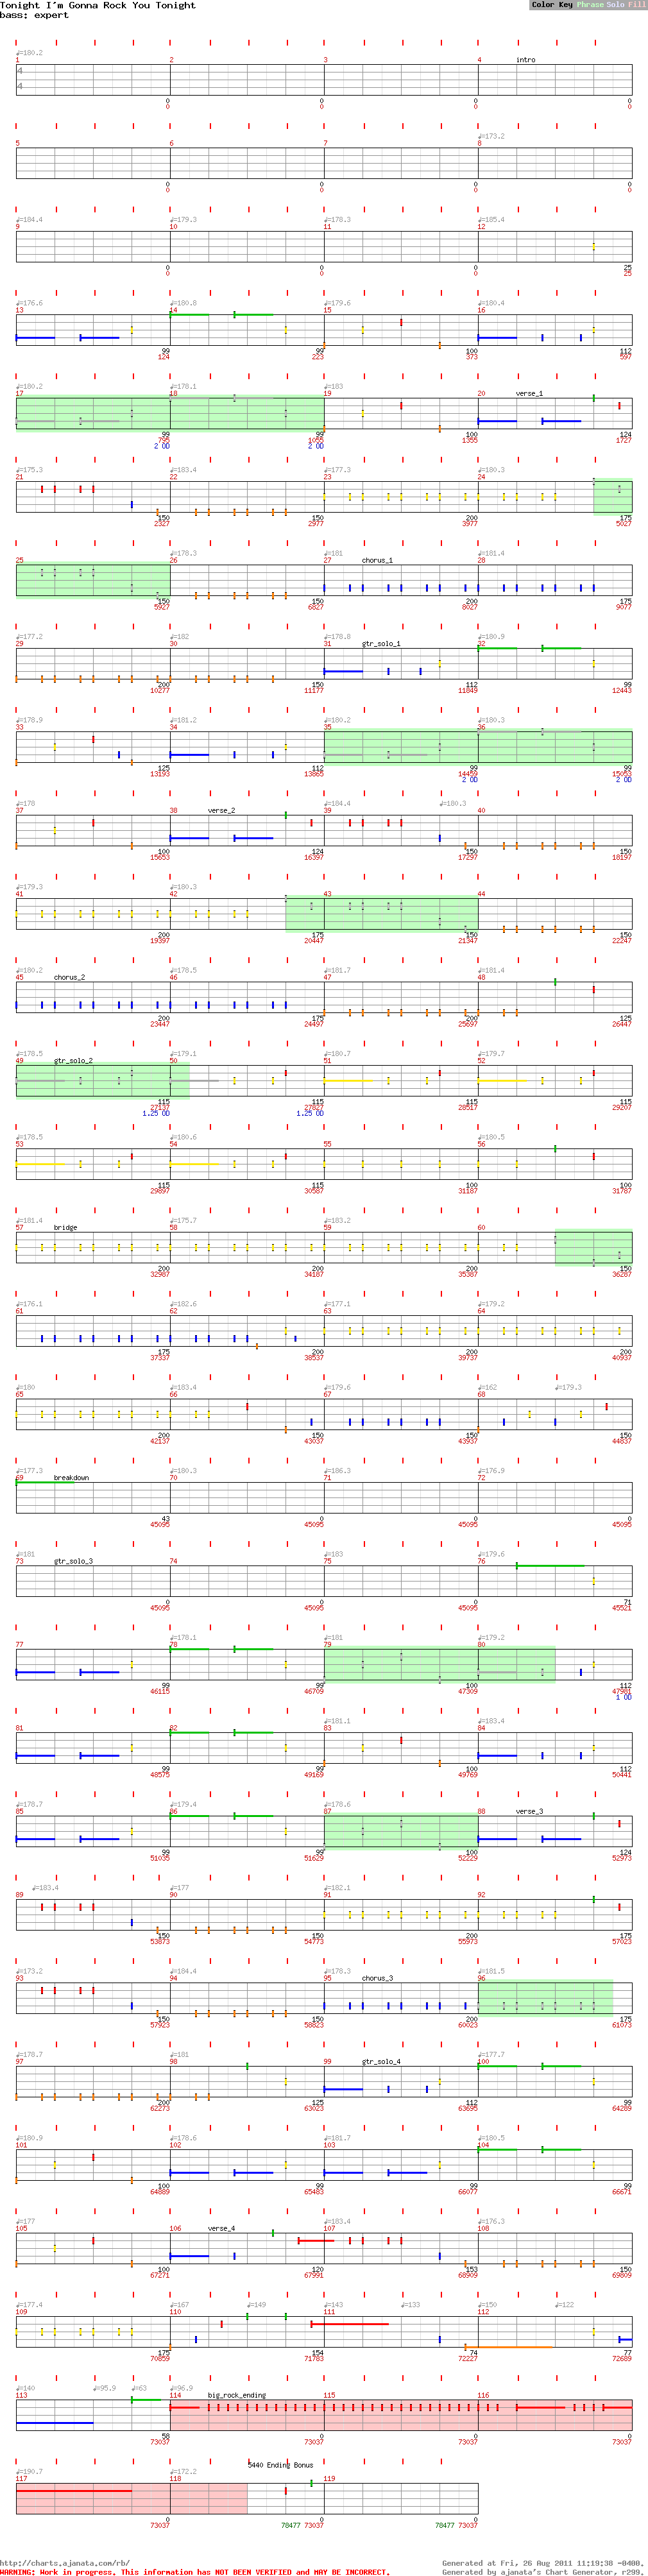 Tonight I'm Gonna Rock You Tonight
Color Key Phrase Solo Fill
bass: expert
♩=180.2
1 2 3 4 intro
4
4
0 0 0 0
0 0 0 0
♩=173.2
5 6 7 8
0 0 0 0
0 0 0 0
♩=184.4 ♩=179.3 ♩=178.3 ♩=185.4
9 10 11 12
0 0 0 25
0 0 0 25
♩=176.6 ♩=180.8 ♩=179.6 ♩=180.4
13 14 15 16
99 99 100 112
124 223 373 597
♩=180.2 ♩=178.1 ♩=183
17 18 19 20 verse_1
99 99 100 124
795 1055 1355 1727
2 OD 2 OD
♩=175.3 ♩=183.4 ♩=177.3 ♩=180.3
21 22 23 24
150 150 200 175
2327 2977 3977 5027
♩=178.3 ♩=181 ♩=181.4
25 26 27 chorus_1 28
150 150 200 175
5927 6827 8027 9077
♩=177.2 ♩=182 ♩=178.8 ♩=180.9
29 30 31 gtr_solo_1 32
200 150 112 99
10277 11177 11849 12443
♩=178.9 ♩=181.2 ♩=180.2 ♩=180.3
33 34 35 36
125 112 99 99
13193 13865 14459 15053
2 OD 2 OD
♩=178 ♩=184.4 ♩=180.3
37 38 verse_2 39 40
100 124 150 150
15653 16397 17297 18197
♩=179.3 ♩=180.3
41 42 43 44
200 175 150 150
19397 20447 21347 22247
♩=180.2 ♩=178.5 ♩=181.7 ♩=181.4
45 chorus_2 46 47 48
200 175 200 125
23447 24497 25697 26447
♩=178.5 ♩=179.1 ♩=180.7 ♩=179.7
49 gtr_solo_2 50 51 52
115 115 115 115
27137 27827 28517 29207
1.25 OD 1.25 OD
♩=178.5 ♩=180.6 ♩=180.5
53 54 55 56
115 115 100 100
29897 30587 31187 31787
♩=181.4 ♩=175.7 ♩=183.2
57 bridge 58 59 60
200 200 200 150
32987 34187 35387 36287
♩=176.1 ♩=182.6 ♩=177.1 ♩=179.2
61 62 63 64
175 200 200 200
37337 38537 39737 40937
♩=180 ♩=183.4 ♩=179.6 ♩=162 ♩=179.3
65 66 67 68
200 150 150 150
42137 43037 43937 44837
♩=177.3 ♩=180.3 ♩=186.3 ♩=176.9
69 breakdown 70 71 72
43 0 0 0
45095 45095 45095 45095
♩=181 ♩=183 ♩=179.6
73 gtr_solo_3 74 75 76
0 0 0 71
45095 45095 45095 45521
♩=178.1 ♩=181 ♩=179.2
77 78 79 80
99 99 100 112
46115 46709 47309 47981
1 OD
♩=181.1 ♩=183.4
81 82 83 84
99 99 100 112
48575 49169 49769 50441
♩=178.7 ♩=179.4 ♩=178.6
85 86 87 88 verse_3
99 99 100 124
51035 51629 52229 52973
♩=183.4 ♩=177 ♩=182.1
89 90 91 92
150 150 200 175
53873 54773 55973 57023
♩=173.2 ♩=184.4 ♩=178.3 ♩=181.5
93 94 95 chorus_3 96
150 150 200 175
57923 58823 60023 61073
♩=178.7 ♩=181 ♩=177.7
97 98 99 gtr_solo_4 100
200 125 112 99
62273 63023 63695 64289
♩=180.9 ♩=178.6 ♩=181.7 ♩=180.5
101 102 103 104
100 99 99 99
64889 65483 66077 66671
♩=177 ♩=183.4 ♩=176.3
105 106 verse_4 107 108
100 120 153 150
67271 67991 68909 69809
♩=177.4 ♩=167 ♩=149 ♩=143 ♩=133 ♩=150 ♩=122
109 110 111 112
175 154 74 77
70859 71783 72227 72689
♩=140 ♩=95.9 ♩=63 ♩=96.9
113 114 big_rock_ending 115 116
58 0 0 0
73037 73037 73037 73037
♩=190.7 ♩=172.2 5440 Ending Bonus
117 118 119
0 0 0
73037 78477 73037 78477 73037
http://charts.ajanata.com/rb/
Generated at Fri, 26 Aug 2011 11:19:38 -0400.
WARNING: Work in progress. This information has NOT BEEN VERIFIED and MAY BE INCORRECT.
Generated by ajanata's Chart Generator, r299.